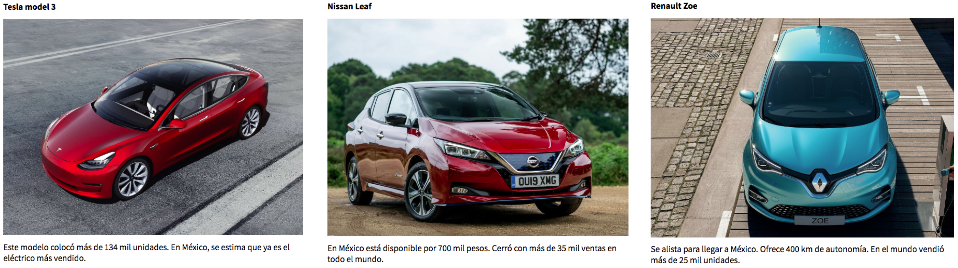 Tesla model 3
Este modelo colocó más de 134 mil unidades. En México, se estima que ya es el
eléctrico más vendido.
Nissan Leaf
OU19 XMG
En México está disponible por 700 mil pesos. Cerró con más de 35 mil ventas en
todo el mundo.
Renault Zoe
ZOE
Se alista para llegar a México. Ofrece 400 km de autonomía. En el mundo vendió
más de 25 mil unidades.